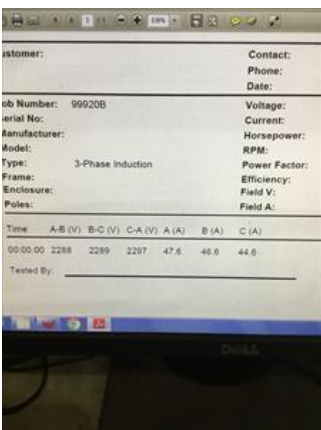 ustomer: Contact:
Phone:
Date:
ob Number: 99920B Voltage:
erial No: Current:
Manufacturer: Horsepower:
Model: RPM:
Type: 3-Phase Induction Power Factor:
Frame: Efficiency:
Enclosure: Field V:
Poles: Field A:
Time A-B (V) B-C (V) C-A (V) A (A) B (A) C (A)
00:00:00 2288 2289 2297 47.6 46.6 44.6
Tested By:
DELL